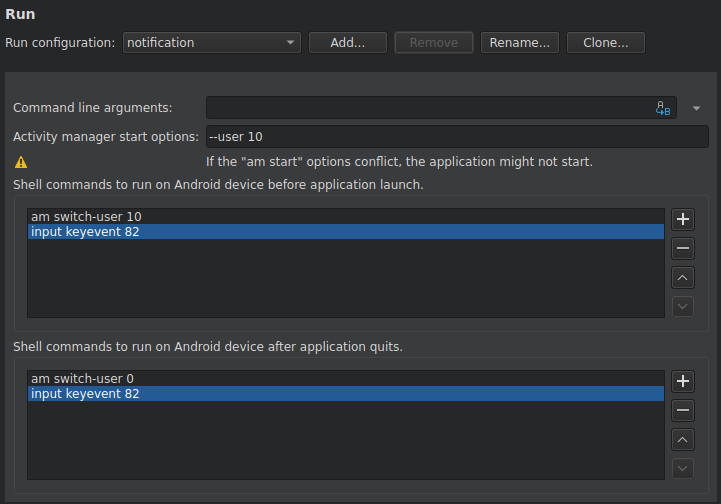 Run
Run configuration: notification Add... Remove Rename... Clone...
Command line arguments:
Activity manager start options: --user 10
If the "am start" options conflict, the application might not start.
Shell commands to run on Android device before application launch.
am switch-user 10
input keyevent 82
Shell commands to run on Android device after application quits.
am switch-user 0
input keyevent 82